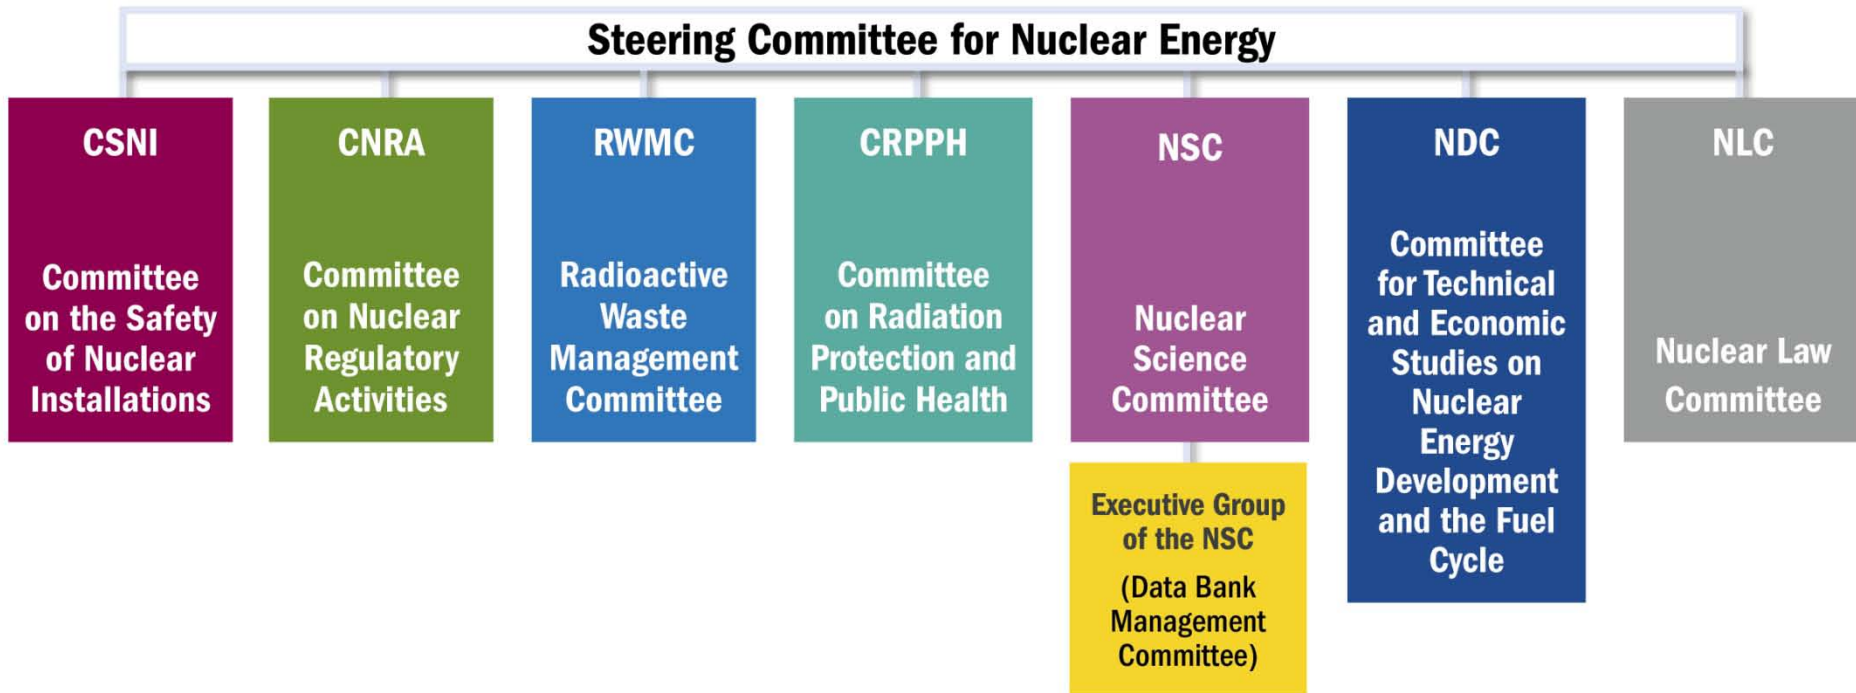 Steering Committee for Nuclear Energy
CSNI
Committee
on the Safety
of Nuclear
Installations
CNRA
Committee
on Nuclear
Regulatory
Activities
RWMC
Radioactive
Waste
Management
Committee
CRPPH
Committee
on Radiation
Protection and
Public Health
NSC
Nuclear
Science
Committee
Executive Group
of the NSC
(Data Bank
Management
Committee)
NDC
Committee
for Technical
and Economic
Studies on
Nuclear
Energy
Development
and the Fuel
Cycle
NLC
Nuclear Law
Committee